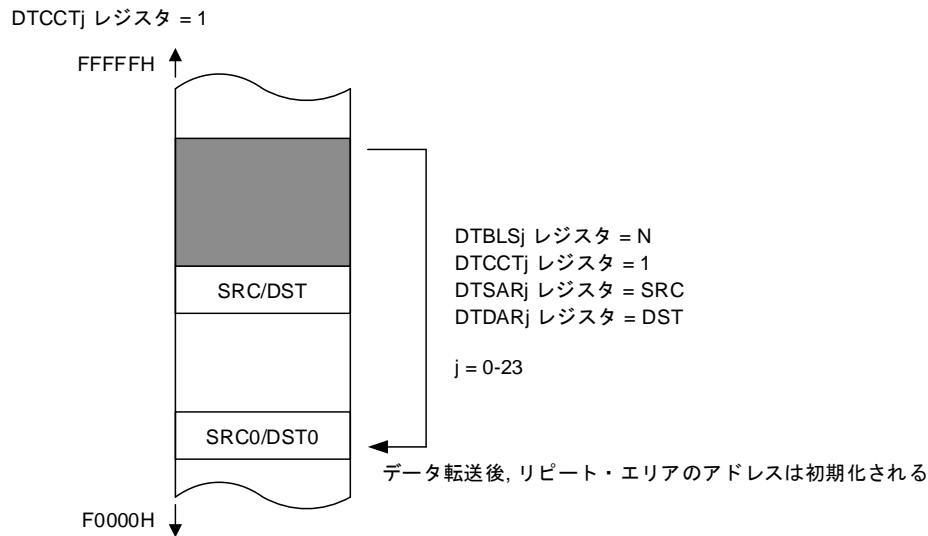 DTCCTj レジスタ = 1
FFFFFH
DTBLSj レジスタ = N
DTCCTj レジスタ = 1
SRC/DST
DTSARj レジスタ = SRC
DTDARj レジスタ = DST
j = 0-23
SRC0/DST0
データ転送後, リピート・エリアのアドレスは初期化される
F0000H